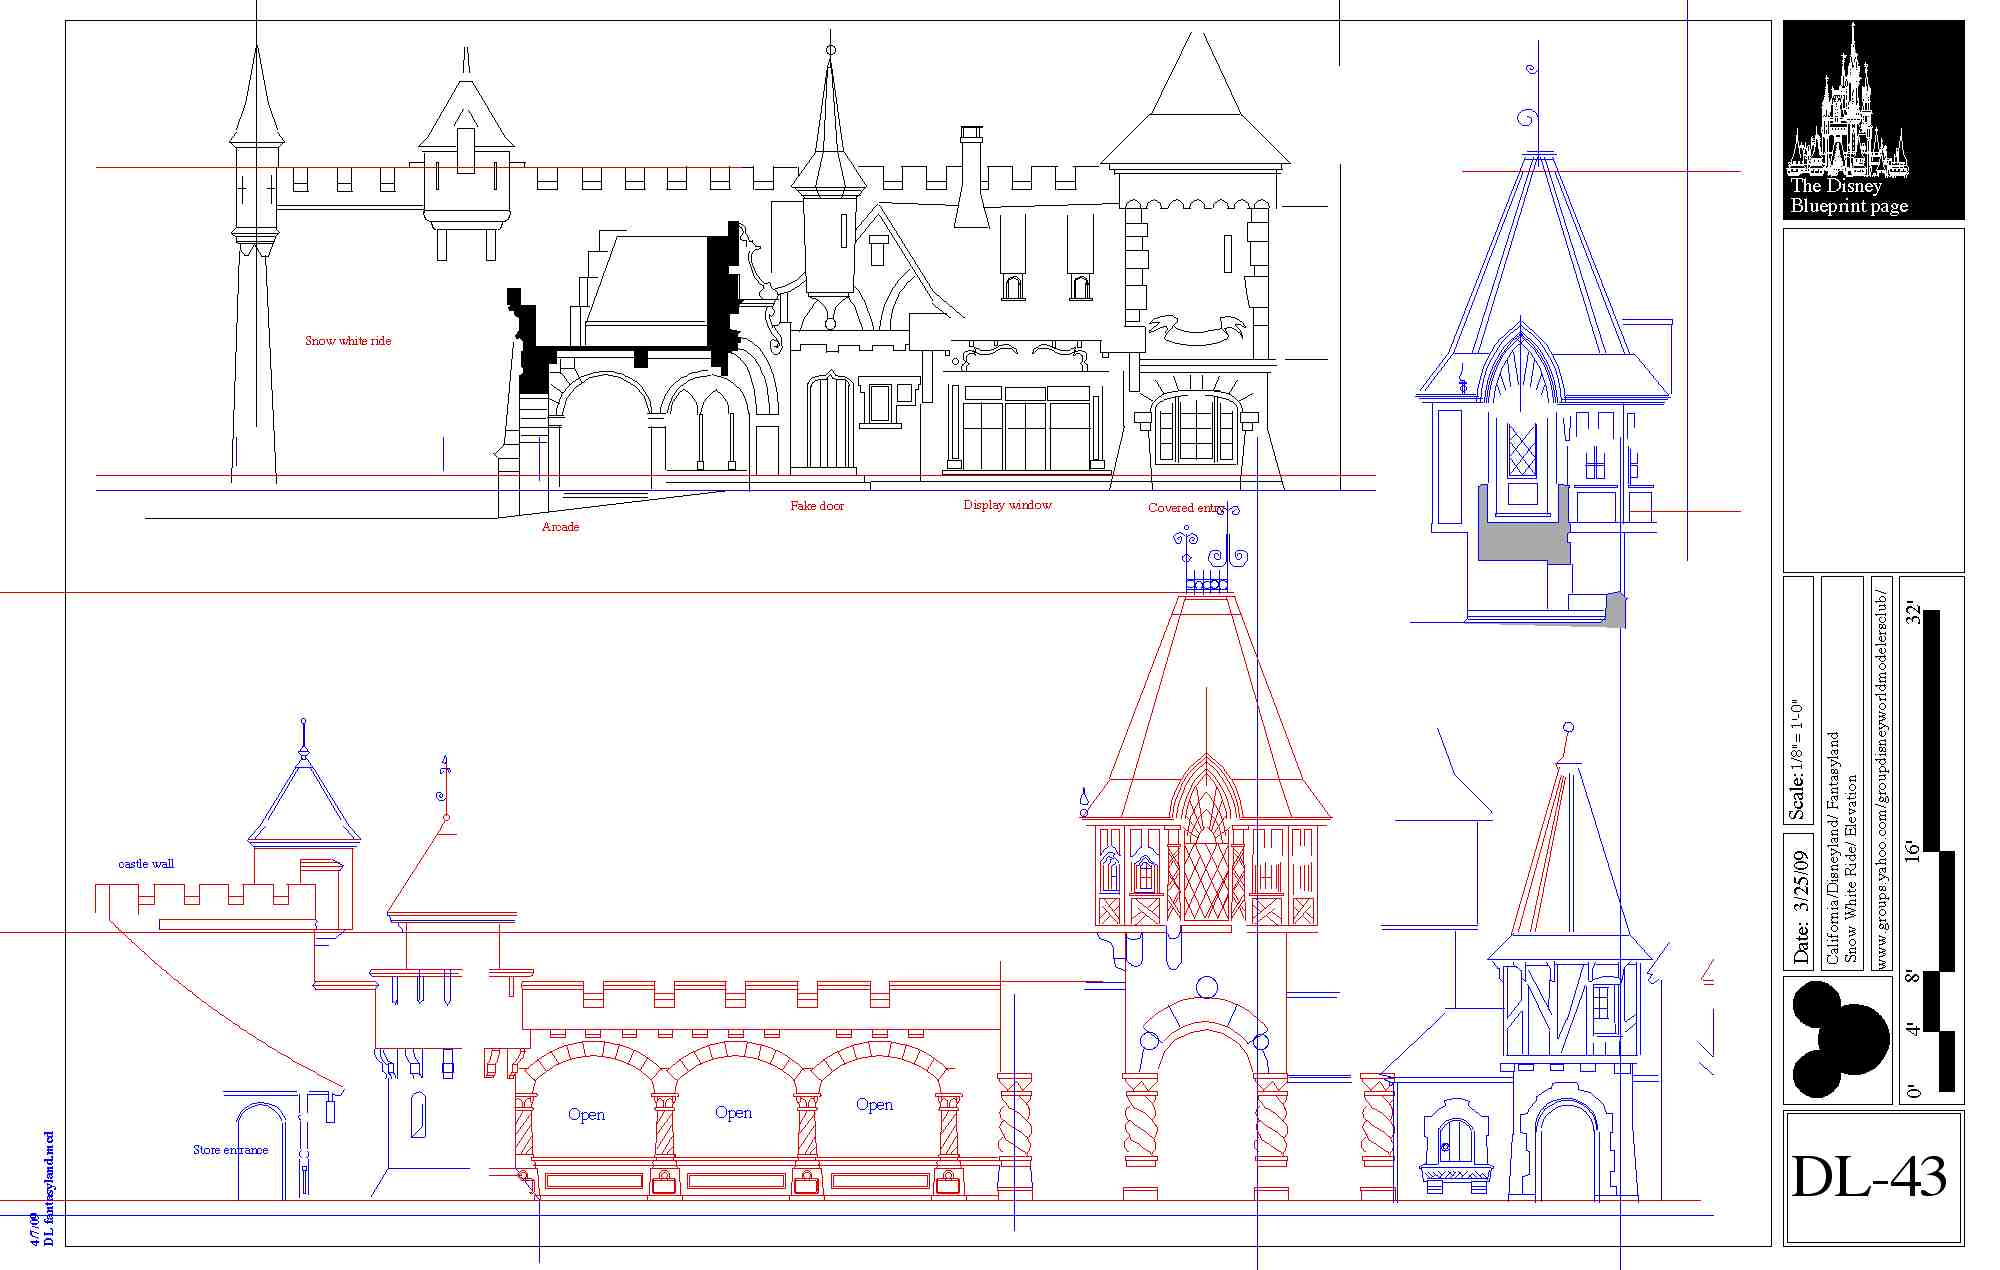 The Disney
Blueprint page
Snow white ride
Arcade
Fake door
Display window
Covered entry
castle wall
Store entrance
Open
Open
Open
Scale: 1/8" = 1'-0"
Date: 3/25/09
California/Disneyland/ Fantasyland
Snow White Ride/ Elevation
www.groups.yahoo.com/groupdisneyworldmodelersclub/
32'
16'
8'
4'
0'
DL-43
4/7/09
DL fantasyland.mcd